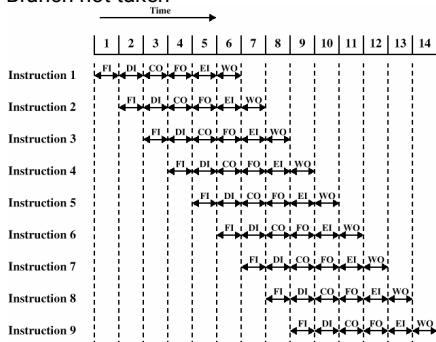 Branch not taken
Time
1 2 3 4 5 6 7 8 9 10 11 12 13 14
Instruction 1 FI DI CO FO EI WO
Instruction 2 FI DI CO FO EI WO
Instruction 3 FI DI CO FO EI WO
Instruction 4 FI DI CO FO EI WO
Instruction 5 FI DI CO FO EI WO
Instruction 6 FI DI CO FO EI WO
Instruction 7 FI DI CO FO EI WO
Instruction 8 FI DI CO FO EI WO
Instruction 9 FI DI CO FO EI WO